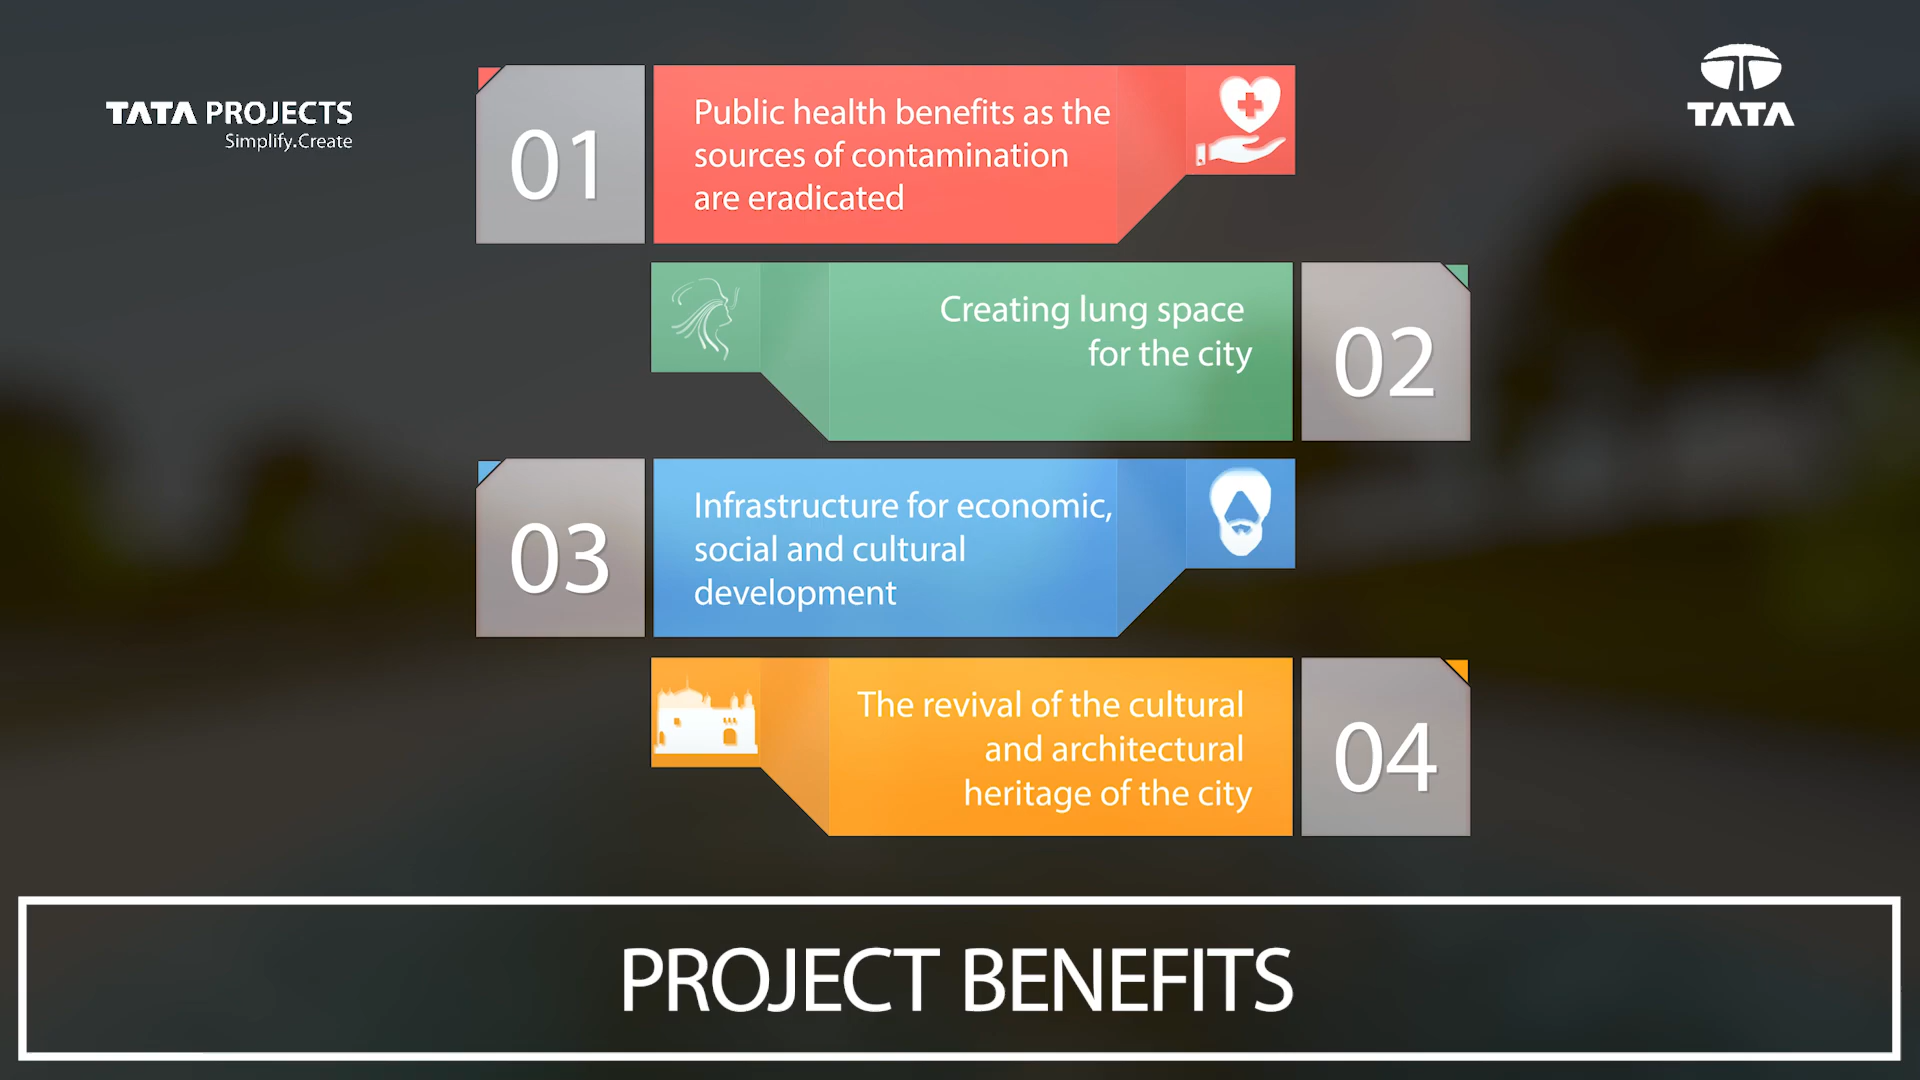 TATA PROJECTS
Simplify.Create
TATA
01
Public health benefits as the
sources of contamination
are eradicated
Creating lung space
for the city
02
03
Infrastructure for economic,
social and cultural
development
The revival of the cultural
and architectural
heritage of the city
04
PROJECT BENEFITS